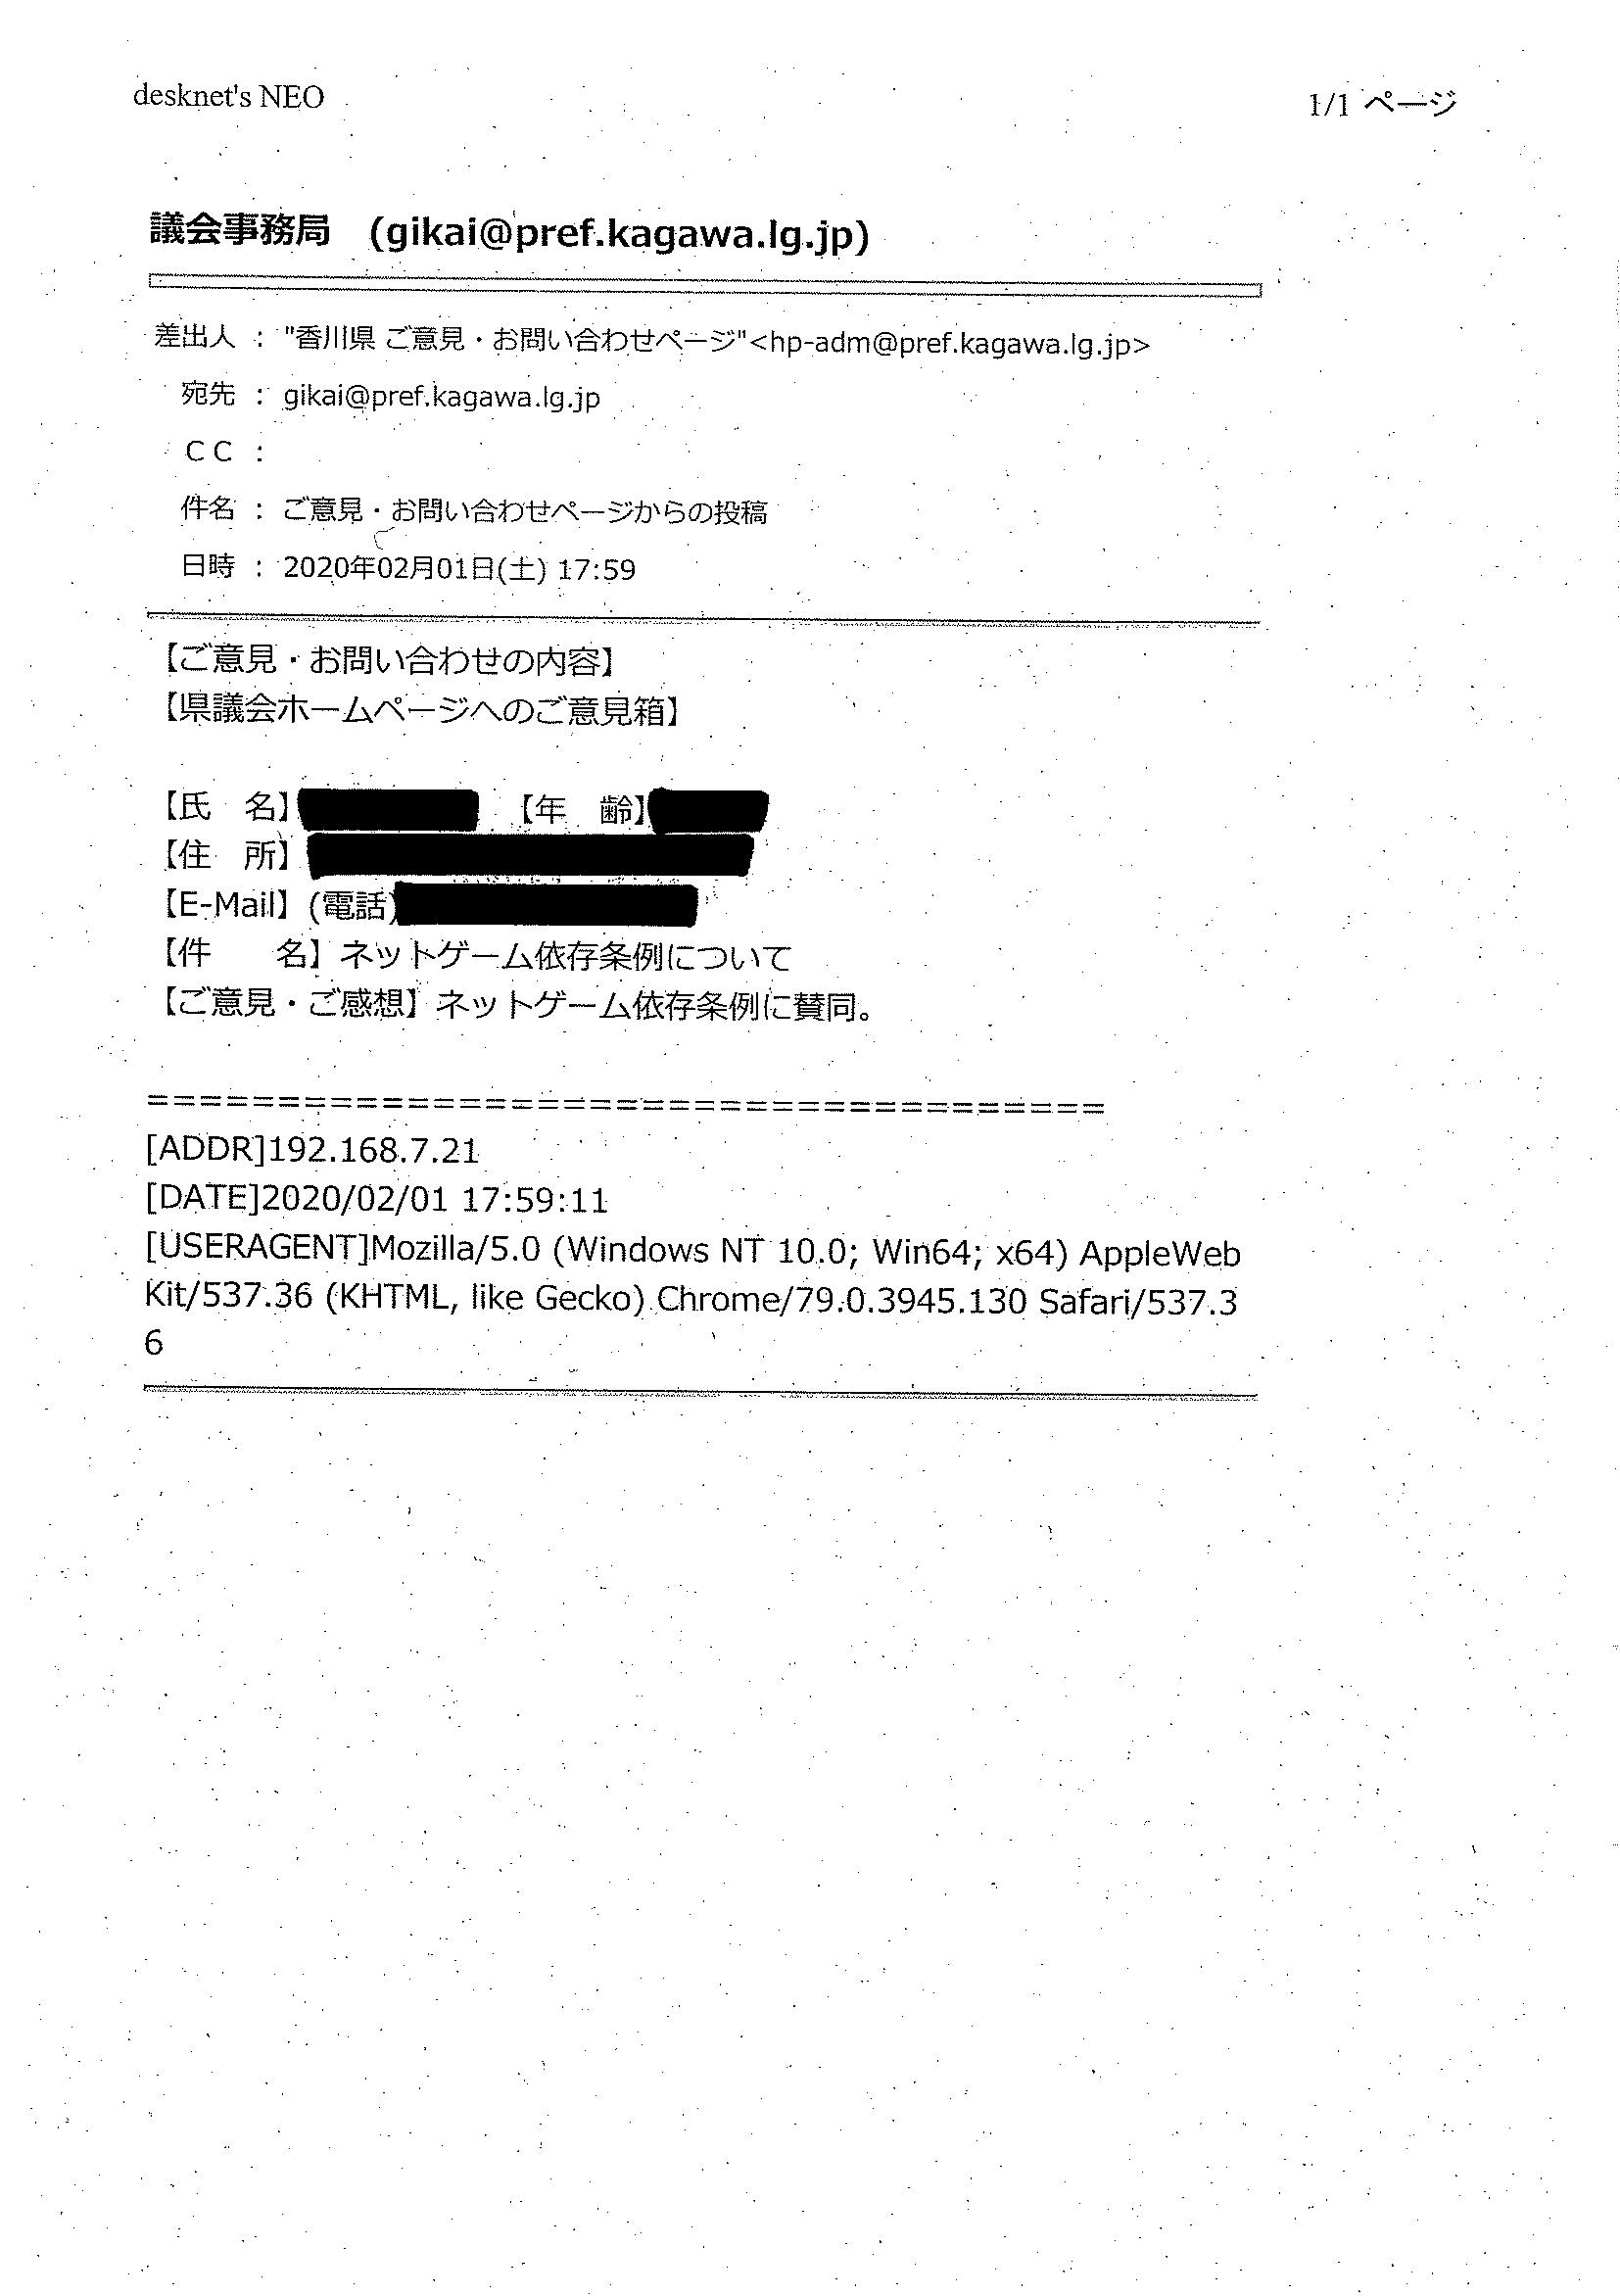 desknet's NEO
1/1 ページ
議会事務局　(gikai@pref.kagawa.lg.jp)
差出人 : "香川県 ご意見・お問い合わせページ"<hp-adm@pref.kagawa.lg.jp>
宛先 : gikai@pref.kagawa.lg.jp
ＣＣ :
件名 : ご意見・お問い合わせページからの投稿
日時 : 2020年02月01日(土) 17:59
【ご意見・お問い合わせの内容】
【県議会ホームページへのご意見箱】
【氏　名】　【年　齢】
【住　所】
【E-Mail】(電話)
【件　　名】ネットゲーム依存条例について
【ご意見・ご感想】ネットゲーム依存条例に賛同。
=====================================
[ADDR]192.168.7.21
[DATE]2020/02/01 17:59:11
[USERAGENT]Mozilla/5.0 (Windows NT 10.0; Win64; x64) AppleWeb
Kit/537.36 (KHTML, like Gecko) Chrome/79.0.3945.130 Safari/537.3
6